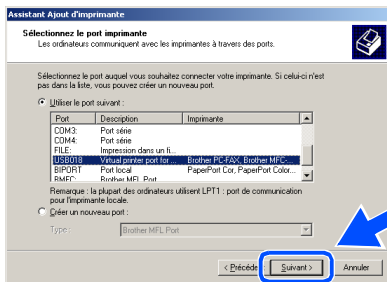 Assistant Ajout d'imprimante
Sélectionnez le port imprimante
Les ordinateurs communiquent avec les imprimantes à travers des ports.
Sélectionnez le port auquel vous souhaitez connecter votre imprimante. Si celui-ci n'est
pas dans la liste, vous pouvez créer un nouveau port.
Utiliser le port suivant :
Port Description Imprimante
COM3: Port série
COM4: Port série
FILE: Impression dans un fi...
USB018 Virtual printer port for ... Brother PC-FAX, Brother MFC-...
BIPORT Port local PaperPort Cor, PaperPort Color...
BMFC: Brother MFL Port
Remarque : la plupart des ordinateurs utilisent LPT1 : port de communication
pour l'imprimante locale.
Créer un nouveau port :
Type : Brother MFL Port
< Précéde Suivant > Annuler